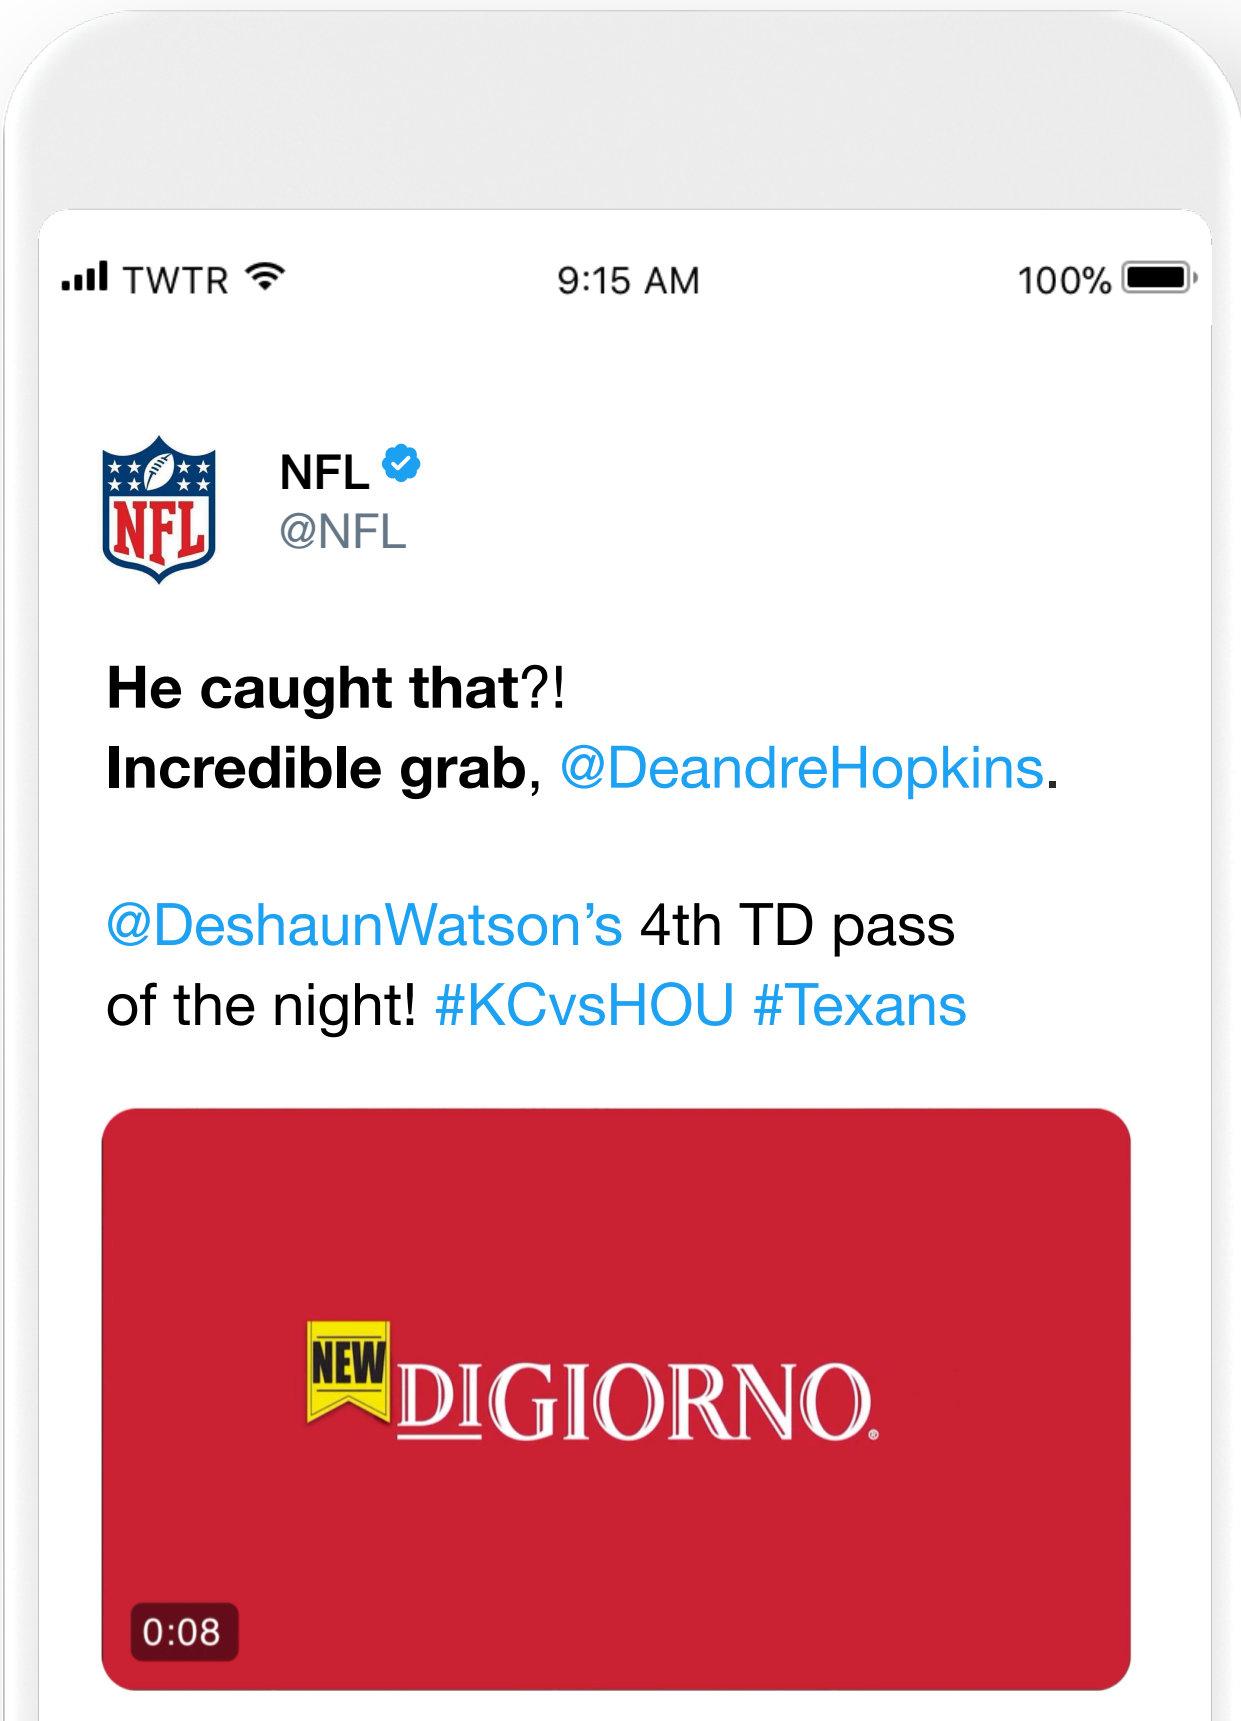 TWTR 9:15 AM 100%
NFL
NFL
@NFL
He caught that?!
Incredible grab, @DeandreHopkins.
@DeshaunWatson’s 4th TD pass
of the night! #KCvsHOU #Texans
NEW
DIGIORNO®
0:08